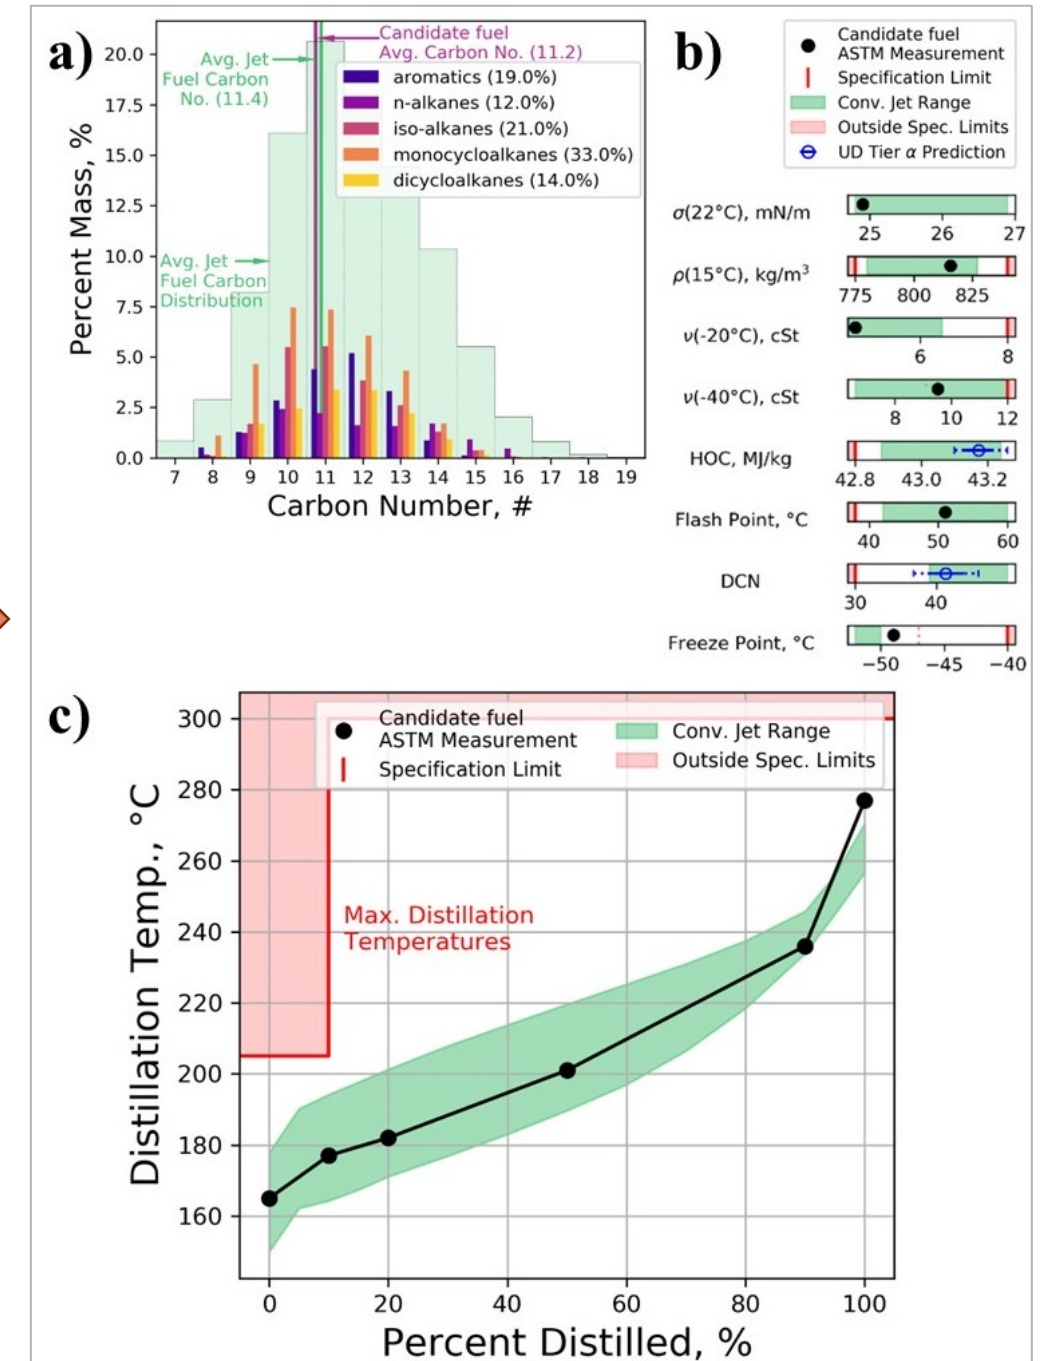 a)
Candidate fuel
Avg. Carbon No. (11.2)
Avg. Jet
Fuel Carbon
No. (11.4)
aromatics (19.0%)
n-alkanes (12.0%)
iso-alkanes (21.0%)
monocycloalkanes (33.0%)
dicycloalkanes (14.0%)
Avg. Jet
Fuel Carbon
Distribution
Percent Mass, %
20.0
17.5
15.0
12.5
10.0
7.5
5.0
2.5
0.0
7 8 9 10 11 12 13 14 15 16 17 18 19
Carbon Number, #
b)
Candidate fuel
ASTM Measurement
Specification Limit
Conv. Jet Range
Outside Spec. Limits
UD Tier α Prediction
σ(22°C), mN/m
25 26 27
ρ(15°C), kg/m³
775 800 825
ν(-20°C), cSt
6 8
ν(-40°C), cSt
8 10 12
HOC, MJ/kg
42.8 43.0 43.2
Flash Point, °C
40 50 60
DCN
30 40
Freeze Point, °C
−50 −45 −40
c)
Candidate fuel
ASTM Measurement
Specification Limit
Conv. Jet Range
Outside Spec. Limits
Max. Distillation
Temperatures
Distillation Temp., °C
300
280
260
240
220
200
180
160
0 20 40 60 80 100
Percent Distilled, %